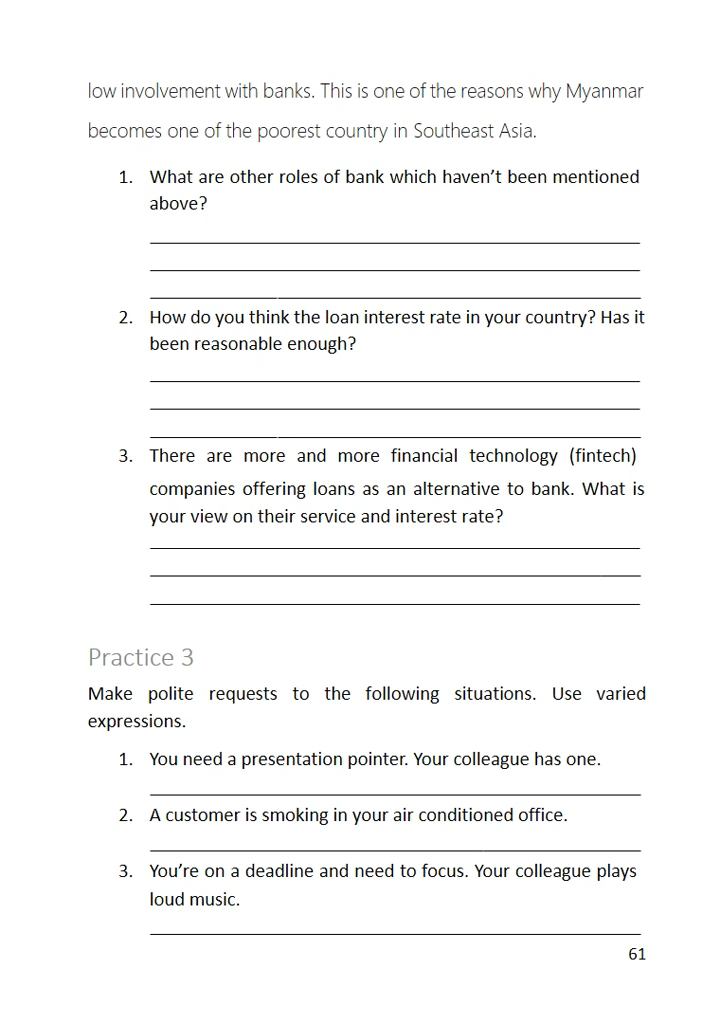 low involvement with banks. This is one of the reasons why Myanmar
becomes one of the poorest country in Southeast Asia.
1. What are other roles of bank which haven't been mentioned
above?
2. How do you think the loan interest rate in your country? Has it
been reasonable enough?
3. There are more and more financial technology (fintech)
companies offering loans as an alternative to bank. What is
your view on their service and interest rate?
Practice 3
Make polite requests to the following situations. Use varied
expressions.
1. You need a presentation pointer. Your colleague has one.
2. A customer is smoking in your air conditioned office.
3. You're on a deadline and need to focus. Your colleague plays
loud music.
61